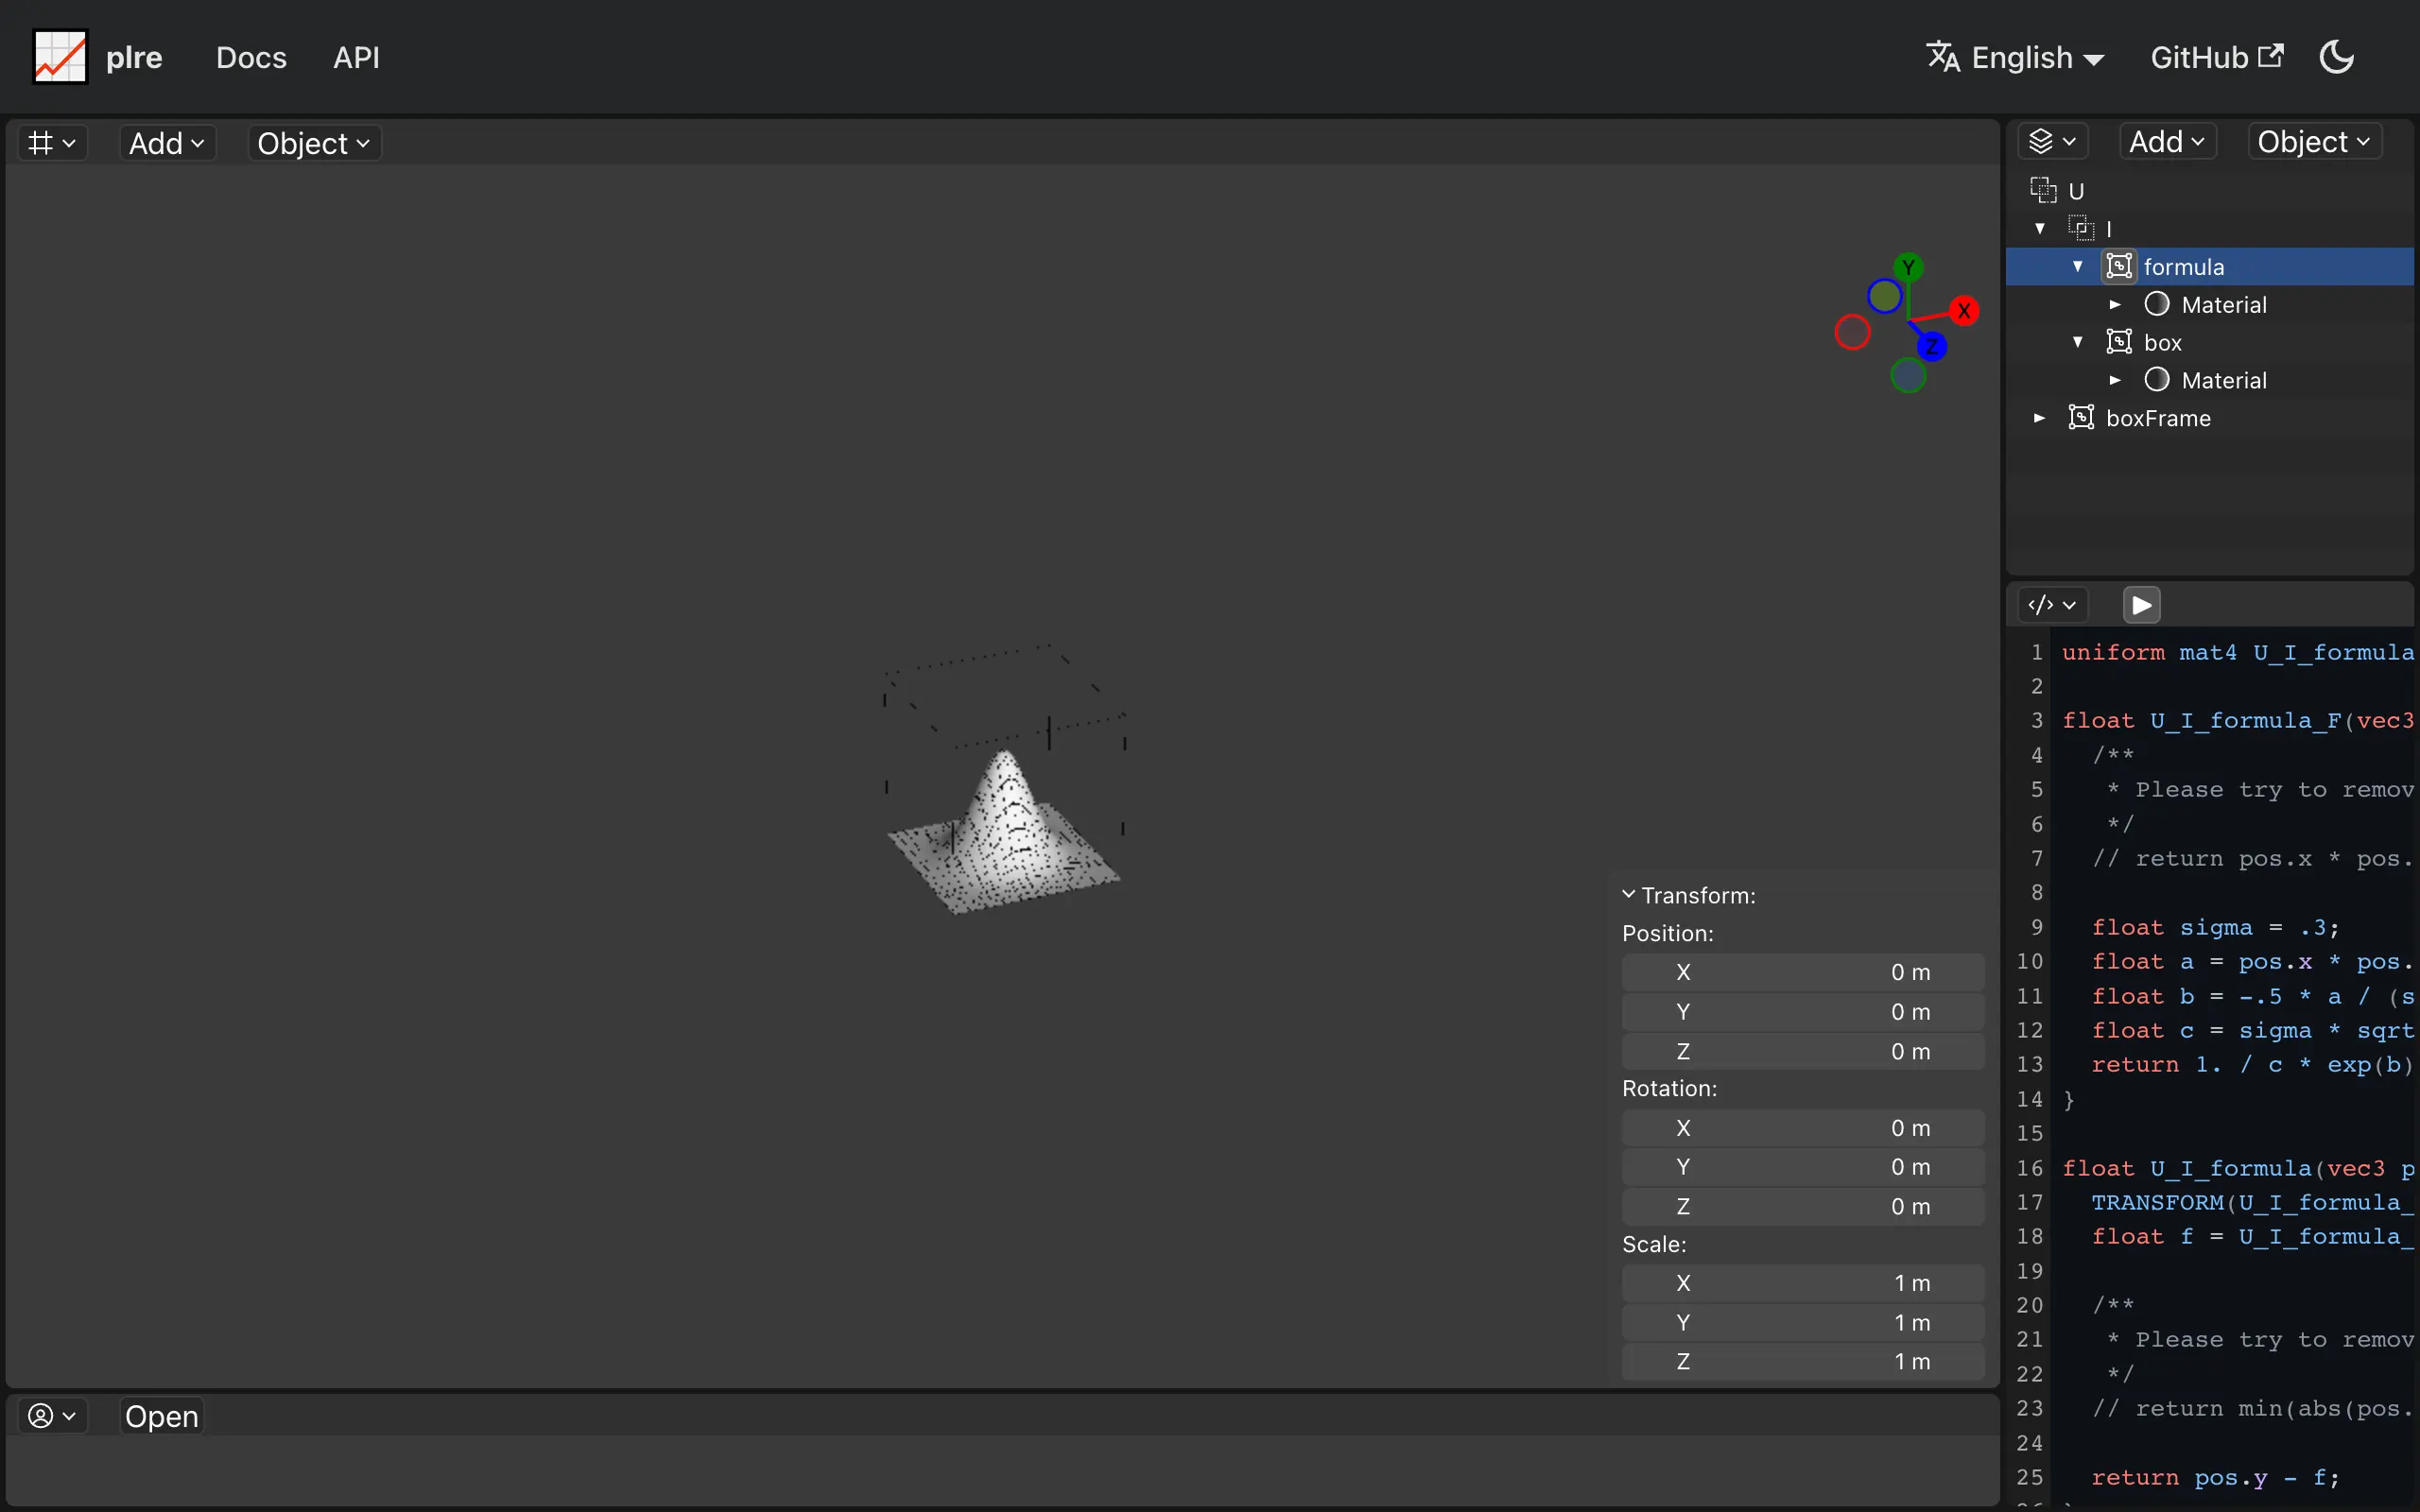 plre Docs API English GitHub
Add Object
Y
X
Z
Transform:
Position:
X 0 m
Y 0 m
Z 0 m
Rotation:
X 0 m
Y 0 m
Z 0 m
Scale:
X 1 m
Y 1 m
Z 1 m
Open
Add Object
U
I
formula
Material
box
Material
boxFrame
1 uniform mat4 U_I_formula
2
3 float U_I_formula_F(vec3
4 /**
5 * Please try to remov
6 */
7 // return pos.x * pos.
8
9 float sigma = .3;
10 float a = pos.x * pos.
11 float b = -.5 * a / (s
12 float c = sigma * sqrt
13 return 1. / c * exp(b)
14 }
15
16 float U_I_formula(vec3 p
17 TRANSFORM(U_I_formula_
18 float f = U_I_formula_
19
20 /**
21 * Please try to remov
22 */
23 // return min(abs(pos.
24
25 return pos.y - f;